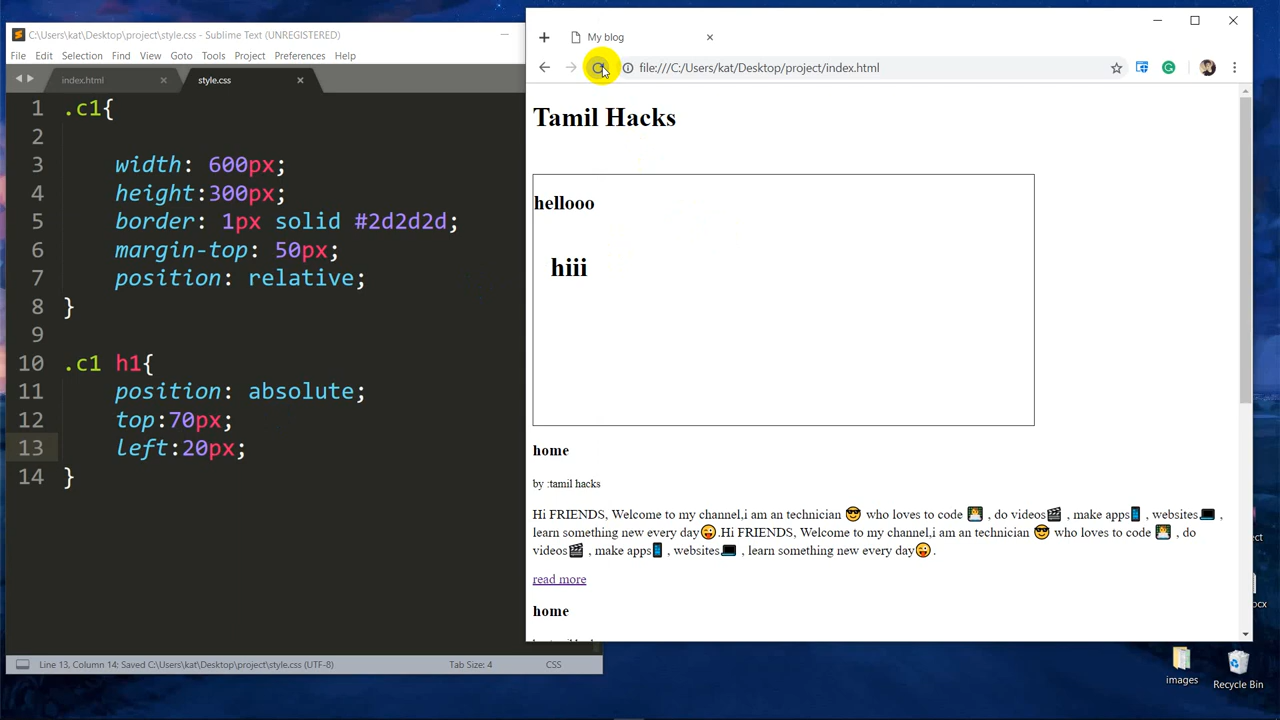 C:\Users\kat\Desktop\project\style.css - Sublime Text (UNREGISTERED)
File Edit Selection Find View Goto Tools Project Preferences Help
index.html
style.css
1 .c1{
2
3 width: 600px;
4 height:300px;
5 border: 1px solid #2d2d2d;
6 margin-top: 50px;
7 position: relative;
8 }
9
10 .c1 h1{
11 position: absolute;
12 top:70px;
13 left:20px;
14 }
Line 13, Column 14: Saved C:\Users\kat\Desktop\project\style.css (UTF-8)
Tab Size: 4
CSS
My blog
file:///C:/Users/kat/Desktop/project/index.html
Tamil Hacks
hellooo
hiii
home
by :tamil hacks
Hi FRIENDS, Welcome to my channel,i am an technician 😎 who loves to code 👨‍💻 , do videos🎬 , make apps📱 , websites💻 ,
learn something new every day😜.Hi FRIENDS, Welcome to my channel,i am an technician 😎 who loves to code 👨‍💻 , do
videos🎬 , make apps📱 , websites💻 , learn something new every day😜.
read more
home
images
Recycle Bin